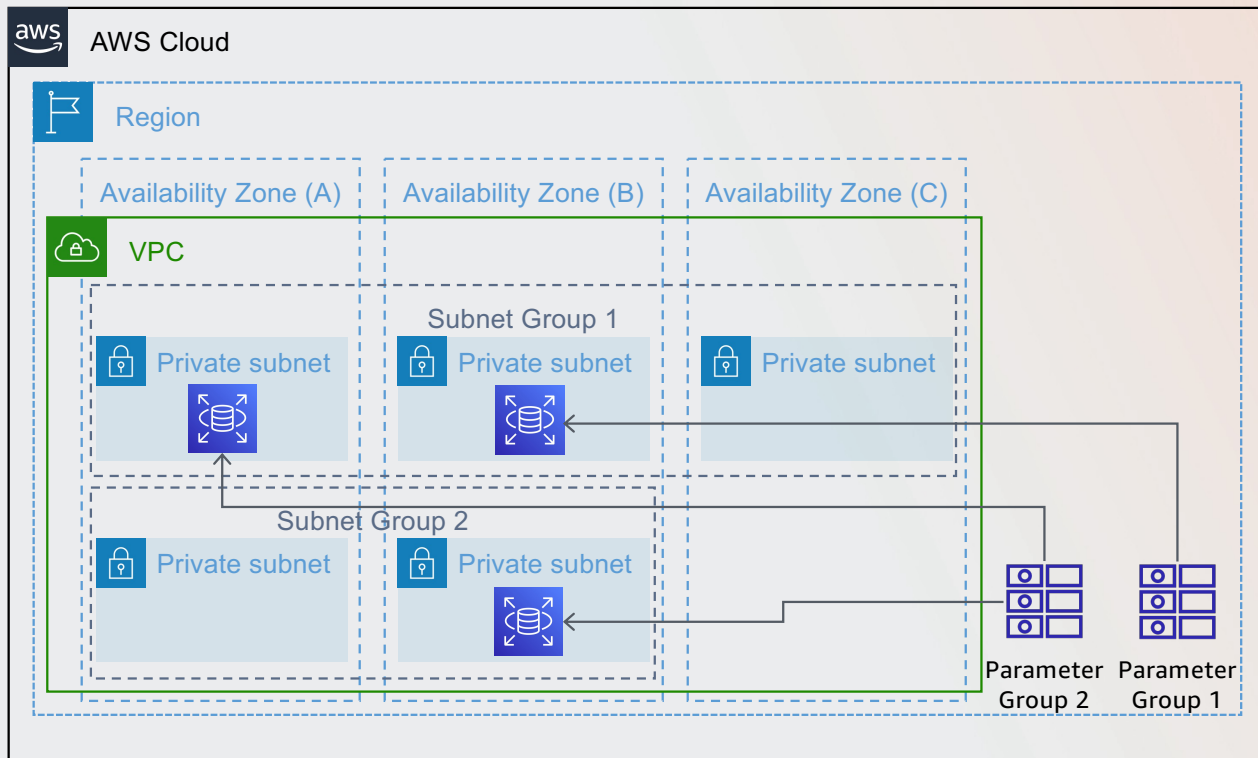 aws
AWS Cloud
Region
Availability Zone (A)
Availability Zone (B)
Availability Zone (C)
VPC
Subnet Group 1
Private subnet
Private subnet
Private subnet
Subnet Group 2
Private subnet
Private subnet
Parameter
Group 2
Parameter
Group 1